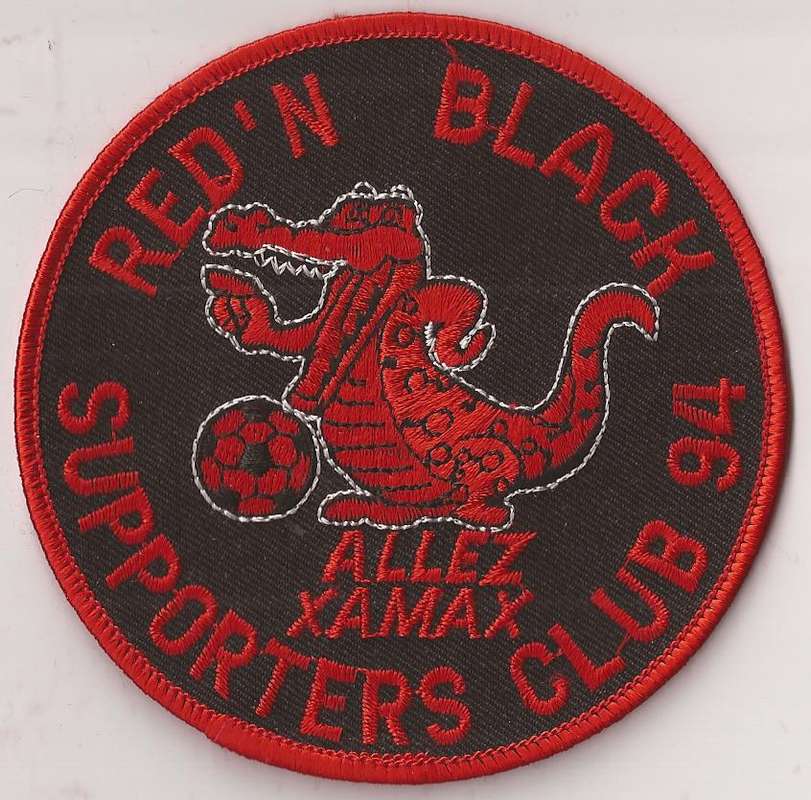 RED'N BLACK
SUPPORTERS CLUB 94
ALLEZ
XAMAX